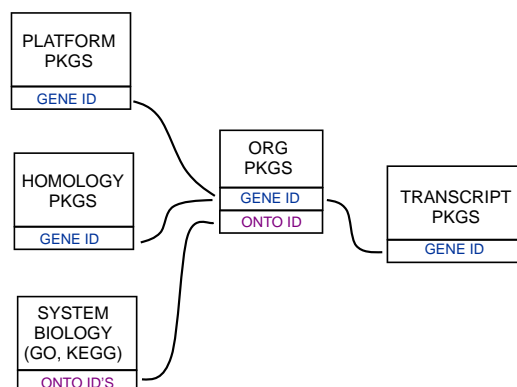 PLATFORM
PKGS
GENE ID
HOMOLOGY
PKGS
GENE ID
SYSTEM
BIOLOGY
(GO, KEGG)
ONTO ID'S
ORG
PKGS
GENE ID
ONTO ID
TRANSCRIPT
PKGS
GENE ID